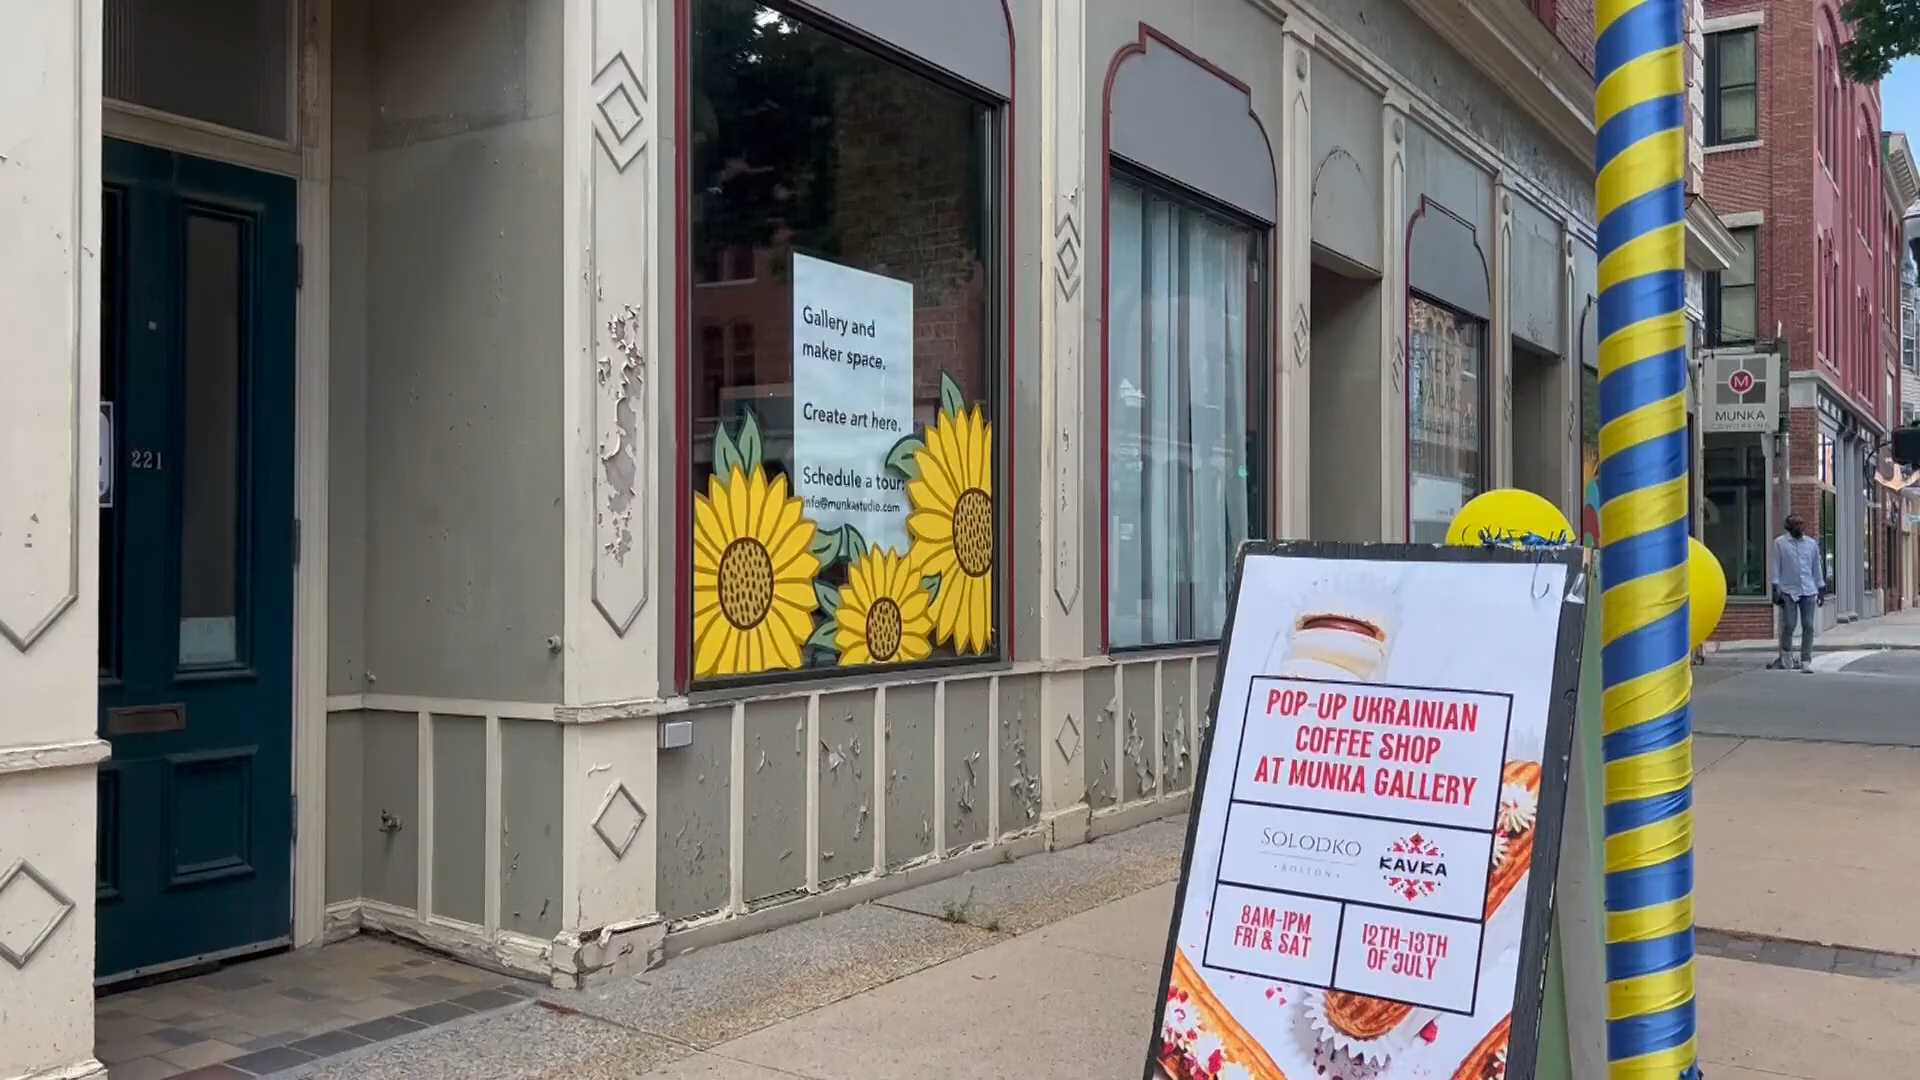 221
Gallery and
maker space.
Create art here.
Schedule a tour:
info@munkastudio.com
MUNKA
COWORKING
POP-UP UKRAINIAN
COFFEE SHOP
AT MUNKA GALLERY
SOLODKO
BOSTON
KAVKA
8AM-1PM
FRI & SAT
12TH-13TH
OF JULY